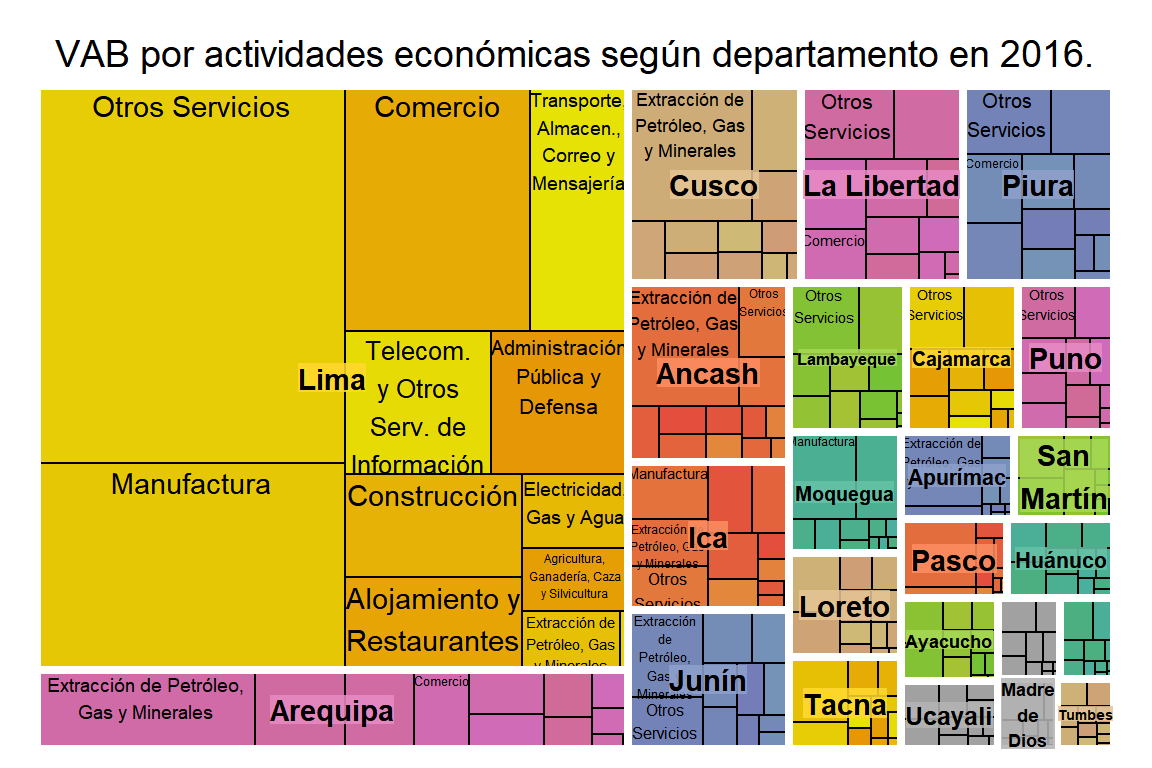 VAB por actividades económicas según departamento en 2016.
Otros Servicios
Comercio
Transporte,
Almacen.,
Correo y
Mensajería
Lima
Telecom.
y Otros
Serv. de
Información
Administración
Pública y
Defensa
Manufactura
Construcción
Electricidad,
Gas y Agua
Agricultura,
Ganadería, Caza
y Silvicultura
Alojamiento y
Restaurantes
Extracción de
Petróleo, Gas
y Minerales
Extracción de Petróleo,
Gas y Minerales
Arequipa
Comercio
Extracción de
Petróleo, Gas
y Minerales
Cusco
Otros
Servicios
La Libertad
Comercio
Otros
Servicios
Comercio
Piura
Extracción de
Petróleo, Gas
y Minerales
Otros
Servicios
Ancash
Otros
Servicios
Lambayeque
Otros
Servicios
Cajamarca
Otros
Servicios
Puno
Manufactura
Extracción de
Petróleo, Gas
y Minerales
Ica
Otros
Servicios
Manufactura
Moquegua
Extracción de
Petróleo, Gas
Apurímac
San
Martín
Pasco
Huánuco
Loreto
Extracción
de
Petróleo,
Gas y
Minerales
Junín
Otros
Servicios
Ayacucho
Tacna
Ucayali
Madre
de
Dios
Tumbes